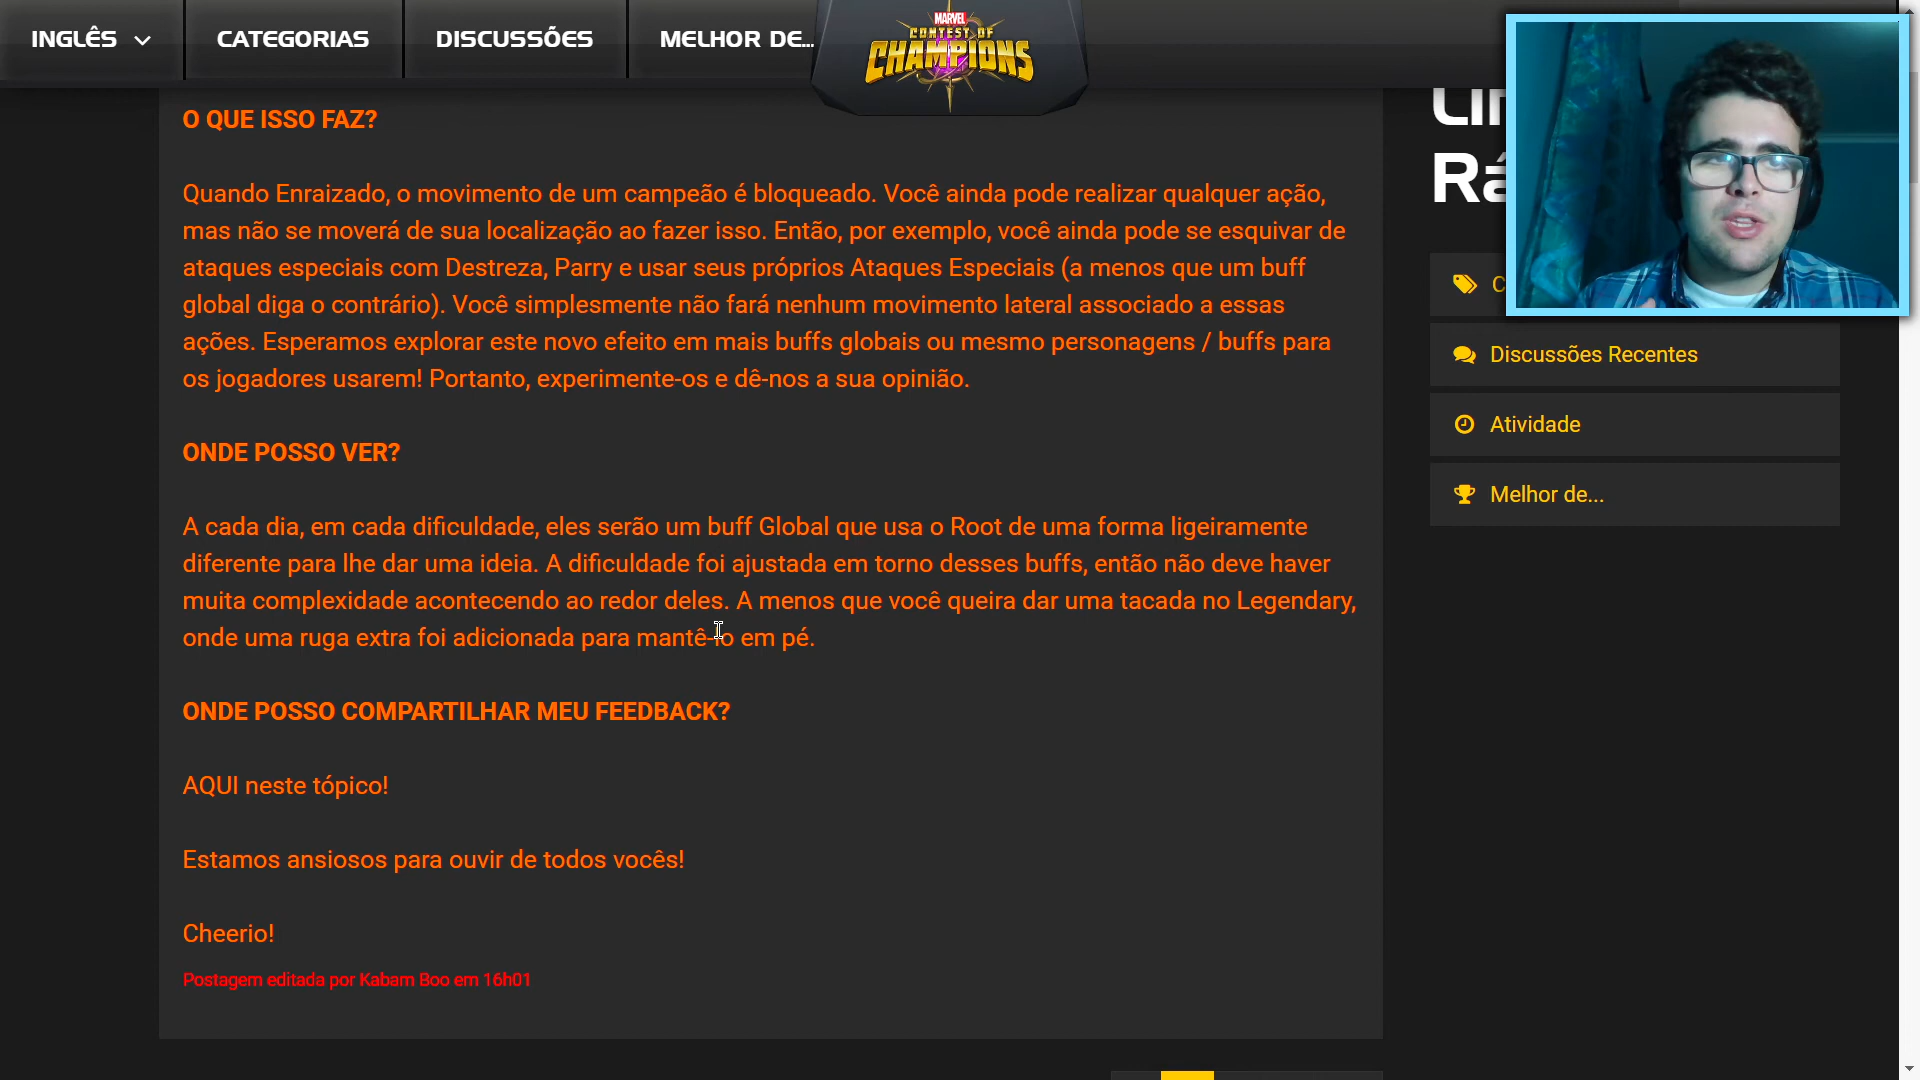 INGLÊS
CATEGORIAS
DISCUSSÕES
MELHOR DE...
MARVEL
CONTEST OF
CHAMPIONS
O QUE ISSO FAZ?
Quando Enraizado, o movimento de um campeão é bloqueado. Você ainda pode realizar qualquer ação,
mas não se moverá de sua localização ao fazer isso. Então, por exemplo, você ainda pode se esquivar de
ataques especiais com Destreza, Parry e usar seus próprios Ataques Especiais (a menos que um buff
global diga o contrário). Você simplesmente não fará nenhum movimento lateral associado a essas
ações. Esperamos explorar este novo efeito em mais buffs globais ou mesmo personagens / buffs para
os jogadores usarem! Portanto, experimente-os e dê-nos a sua opinião.
ONDE POSSO VER?
A cada dia, em cada dificuldade, eles serão um buff Global que usa o Root de uma forma ligeiramente
diferente para lhe dar uma ideia. A dificuldade foi ajustada em torno desses buffs, então não deve haver
muita complexidade acontecendo ao redor deles. A menos que você queira dar uma tacada no Legendary,
onde uma ruga extra foi adicionada para mantê-lo em pé.
ONDE POSSO COMPARTILHAR MEU FEEDBACK?
AQUI neste tópico!
Estamos ansiosos para ouvir de todos vocês!
Cheerio!
Postagem editada por Kabam Boo em 16h01
Discussões Recentes
Atividade
Melhor de...